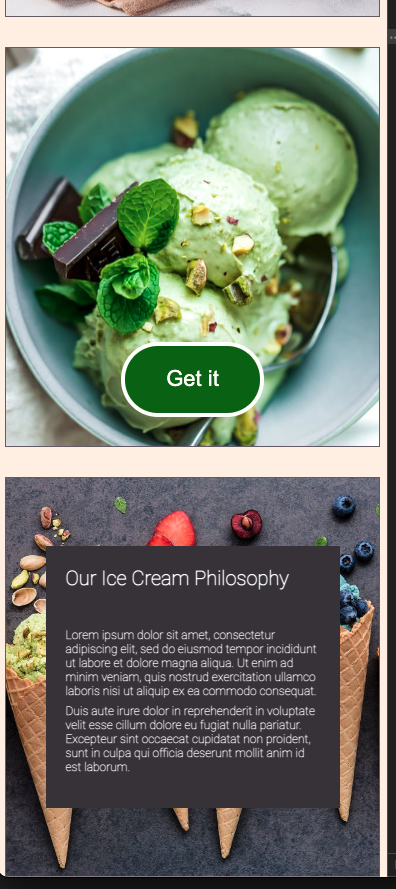 Get it
Our Ice Cream Philosophy
Lorem ipsum dolor sit amet, consectetur
adipiscing elit, sed do eiusmod tempor incididunt
ut labore et dolore magna aliqua. Ut enim ad
minim veniam, quis nostrud exercitation ullamco
laboris nisi ut aliquip ex ea commodo consequat.
Duis aute irure dolor in reprehenderit in voluptate
velit esse cillum dolore eu fugiat nulla pariatur.
Excepteur sint occaecat cupidatat non proident,
sunt in culpa qui officia deserunt mollit anim id
est laborum.